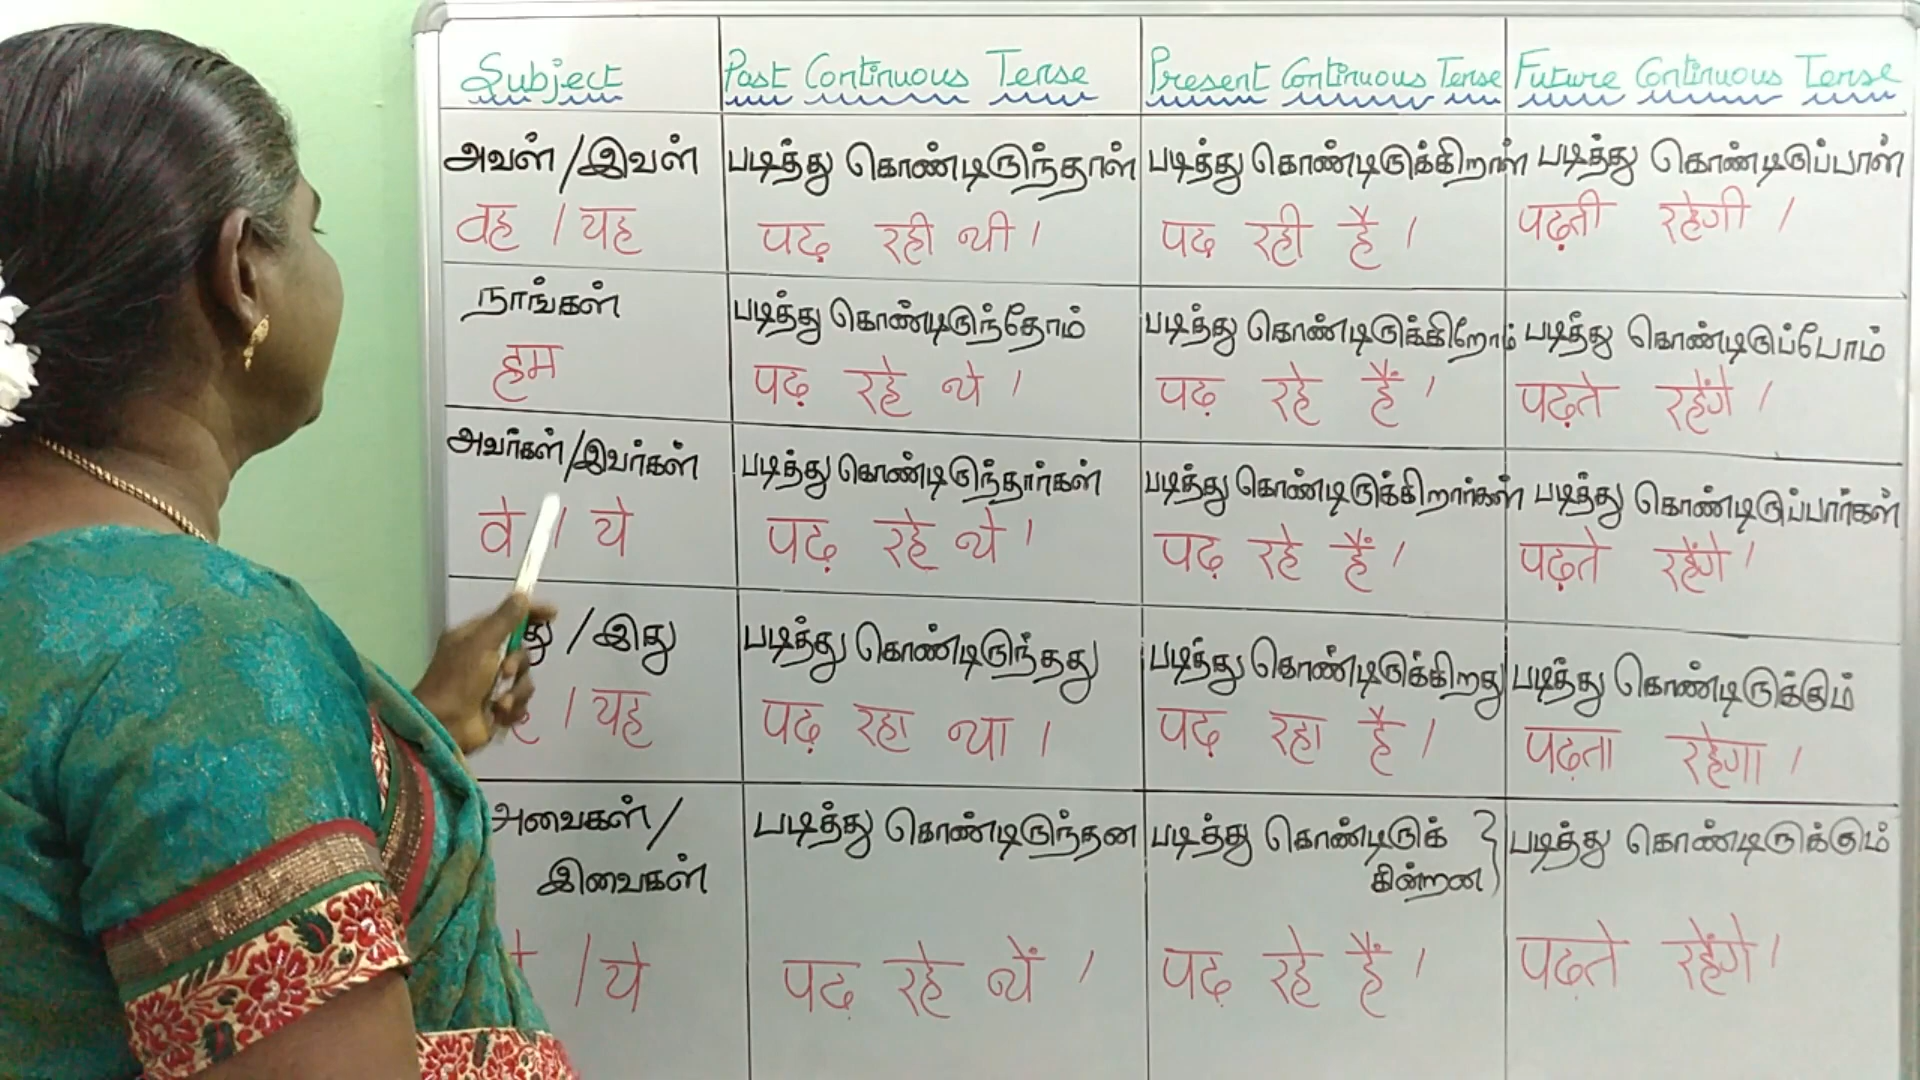 Subject Past Continuous Tense Present Continuous Tense Future Continuous Tense
அவள் / இவள் படித்து கொண்டிருந்தாள் படித்து கொண்டிருக்கிறாள் படித்து கொண்டிருப்பாள்
वह / यह पढ़ रही थी । पढ़ रही है । पढ़ती रहेगी ।
நாங்கள் படித்து கொண்டிருந்தோம் படித்து கொண்டிருக்கிறோம் படித்து கொண்டிருப்போம்
हम पढ़ रहे थे । पढ़ रहे हैं । पढ़ते रहेंगे ।
அவர்கள் / இவர்கள் படித்து கொண்டிருந்தார்கள் படித்து கொண்டிருக்கிறார்கள் படித்து கொண்டிருப்பார்கள்
वे / ये पढ़ रहे थे । पढ़ रहे हैं । पढ़ते रहेंगे ।
/ இது படித்து கொண்டிருந்தது படித்து கொண்டிருக்கிறது படித்து கொண்டிருக்கும்
/ यह पढ़ रहा था । पढ़ रहा है । पढ़ता रहेगा ।
அவைகள் / படித்து கொண்டிருந்தன படித்து கொண்டிருக் படித்து கொண்டிருக்கும்
இவைகள் கின்றன
/ ये पढ़ रहे थें । पढ़ रहे हैं । पढ़ते रहेंगे ।